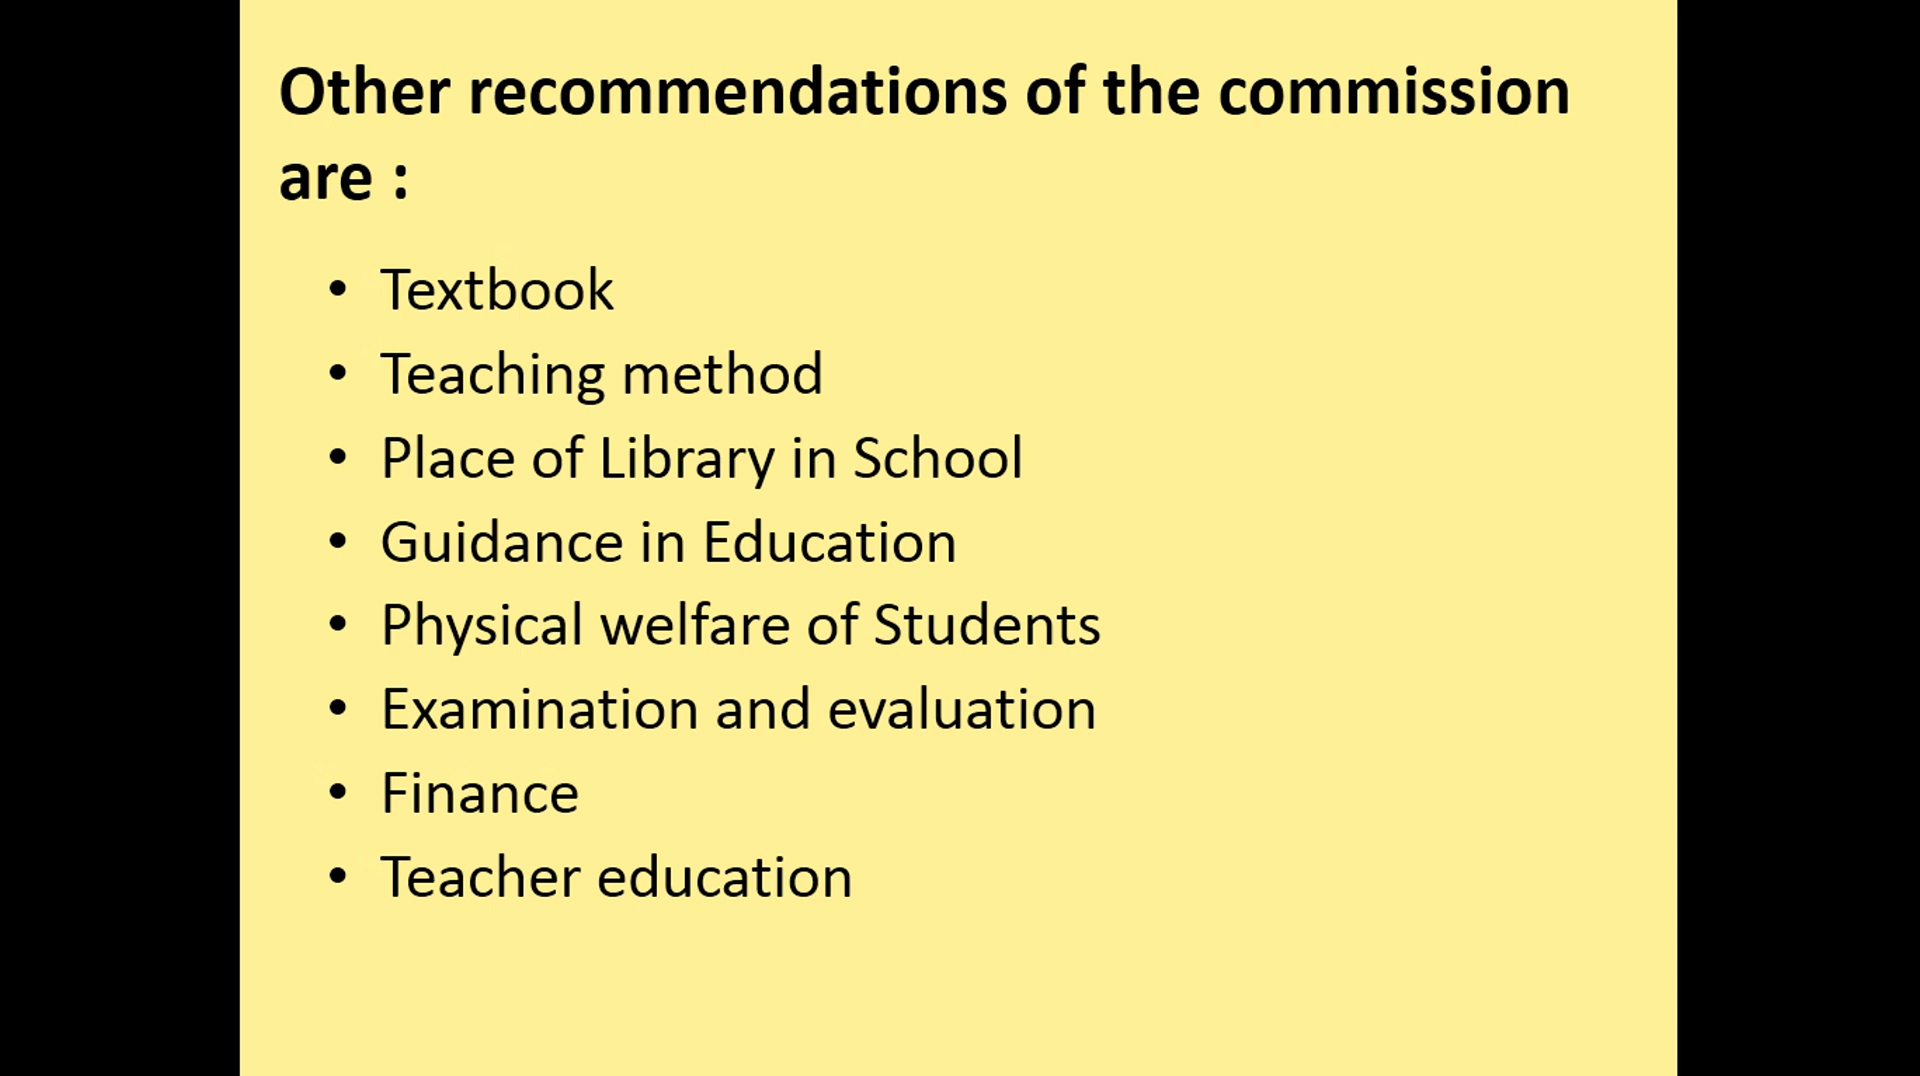 Other recommendations of the commission
are :
• Textbook
• Teaching method
• Place of Library in School
• Guidance in Education
• Physical welfare of Students
• Examination and evaluation
• Finance
• Teacher education